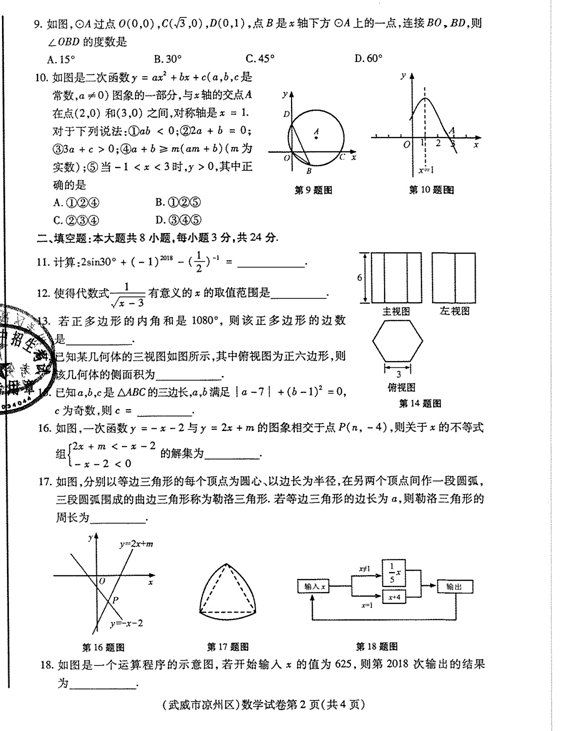 9. 如图,⊙A过点O(0,0),C(√3,0),D(0,1),点B是x轴下方⊙A上的一点,连接BO、BD,则
∠OBD的度数是
A.15° B.30° C.45° D.60°
10. 如图是二次函数y=ax²+bx+c(a,b,c是
常数,a≠0)图象的一部分,与x轴的交点A
在点(2,0)和(3,0)之间,对称轴是x=1.
对于下列说法:①ab<0;②2a+b=0;
③3a+c>0;④a+b≥m(am+b)(m为
实数);⑤当-1<x<3时,y>0,其中正
确的是
A.①②④ B.①②⑤
C.②③④ D.③④⑤
y
D
A
O
C
x
B
第9题图
y
A
O
1
2
3
x
x=1
第10题图
二、填空题:本大题共8小题,每小题3分,共24分.
11. 计算:2sin30°+(-1)²⁰¹⁸-(1/2)⁻¹=________.
12. 使得代数式1/√(x-3)有意义的x的取值范围是________.
13. 若正多边形的内角和是1080°,则该正多边形的边数
是________.
已知某几何体的三视图如图所示,其中俯视图为正六边形,则
该几何体的侧面积为________.
6
主视图
左视图
3
俯视图
第14题图
已知a,b,c是△ABC的三边长,a,b满足|a-7|+(b-1)²=0,
c为奇数,则c=________.
16. 如图,一次函数y=-x-2与y=2x+m的图象相交于点P(n,-4),则关于x的不等式
组{2x+m<-x-2
-x-2<0
的解集为________.
17. 如图,分别以等边三角形的每个顶点为圆心、以边长为半径,在另两个顶点间作一段圆弧,
三段圆弧围成的曲边三角形称为勒洛三角形.若等边三角形的边长为a,则勒洛三角形的
周长为________.
y
y=2x+m
O
x
P
y=-x-2
第16题图
第17题图
输入x
x≠1
1/5 x
x=1
x+4
输出
第18题图
18. 如图是一个运算程序的示意图,若开始输入x的值为625,则第2018次输出的结果
为________.
(武威市凉州区)数学试卷第2页(共4页)